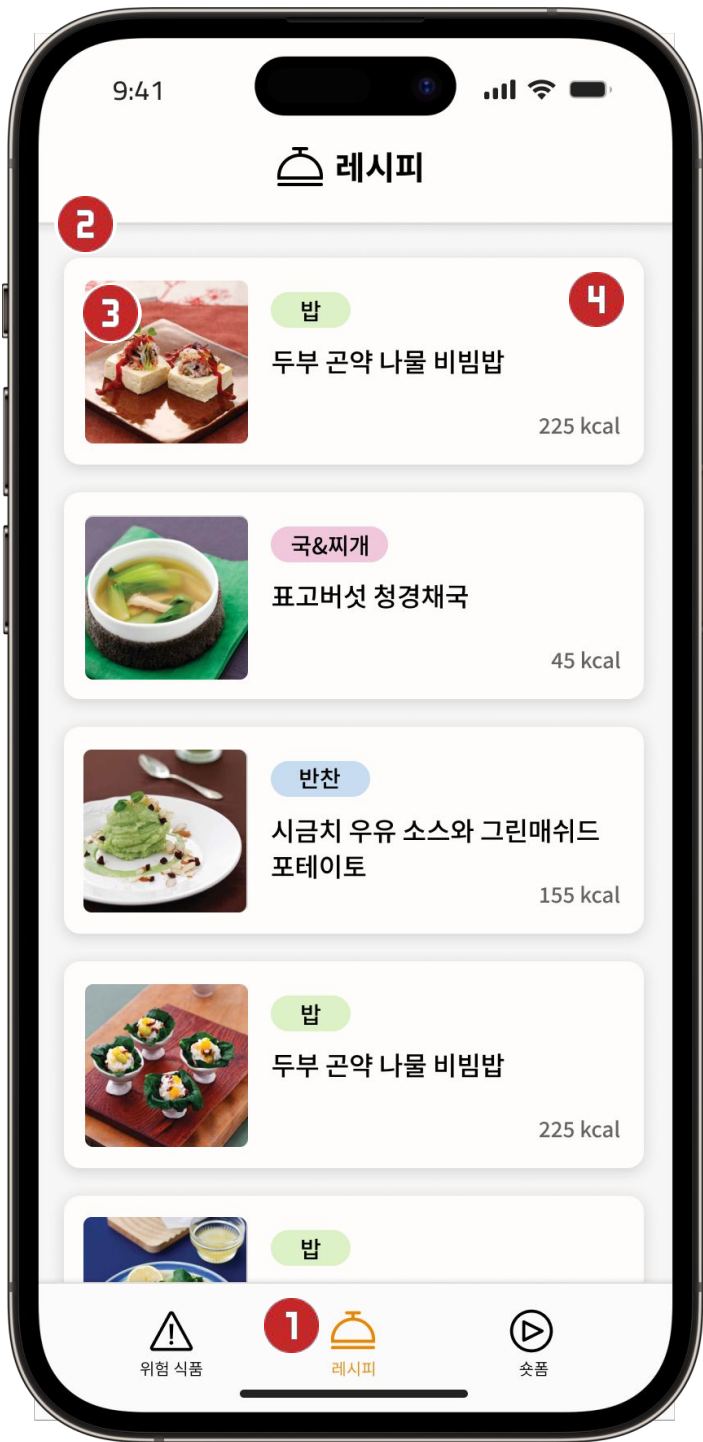 9:41
레시피
2
3
밥
4
두부 곤약 나물 비빔밥
225 kcal
국&찌개
표고버섯 청경채국
45 kcal
반찬
시금치 우유 소스와 그린매쉬드
포테이토
155 kcal
밥
두부 곤약 나물 비빔밥
225 kcal
밥
1
위험 식품
레시피
숏폼